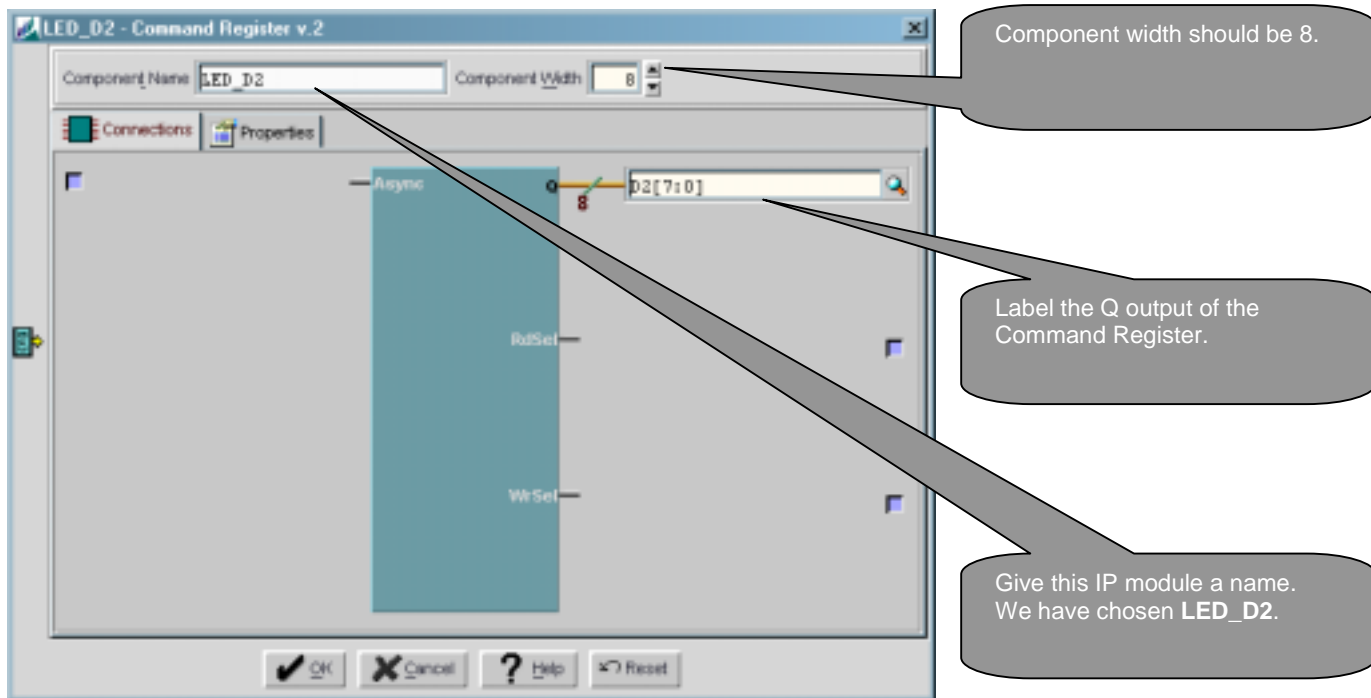 LED_D2 - Command Register v.2
Component Name LED_D2 Component Width 8
Connections Properties
Async Q 8 D2[7:0]
RdSel
WrSel
OK Cancel Help Reset
Component width should be 8.
Label the Q output of the
Command Register.
Give this IP module a name.
We have chosen LED_D2.